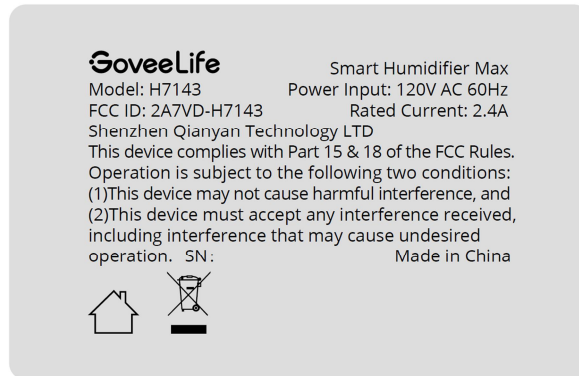 GoveeLife
Smart Humidifier Max
Model: H7143
Power Input: 120V AC 60Hz
FCC ID: 2A7VD-H7143
Rated Current: 2.4A
Shenzhen Qianyan Technology LTD
This device complies with Part 15 & 18 of the FCC Rules.
Operation is subject to the following two conditions:
(1)This device may not cause harmful interference, and
(2)This device must accept any interference received,
including interference that may cause undesired
operation. SN:
Made in China